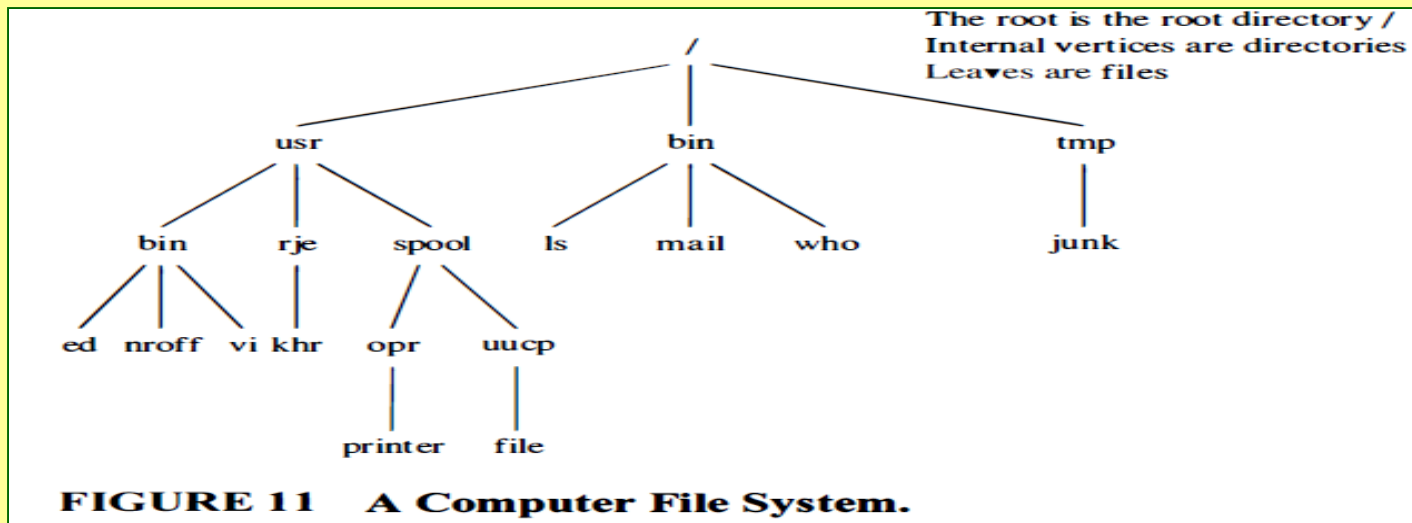 The root is the root directory /
Internal vertices are directories
Leaves are files
/
usr bin tmp
bin rje spool ls mail who junk
ed nroff vi khr opr uucp
printer file
FIGURE 11 A Computer File System.